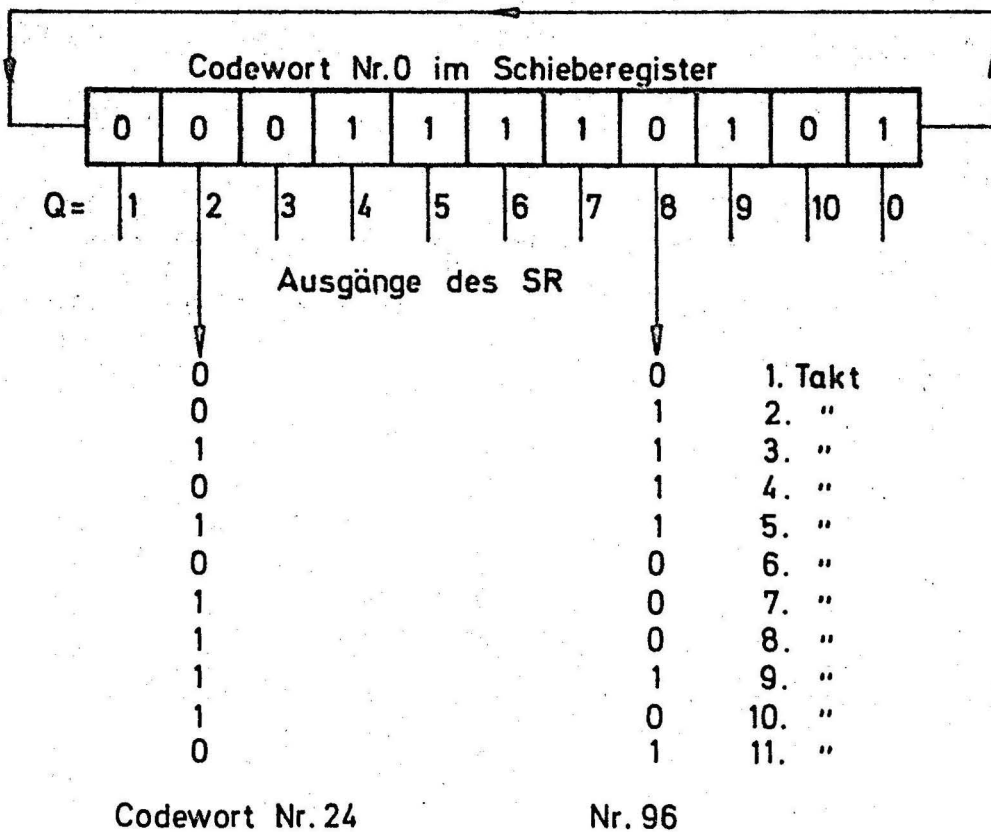 Codewort Nr.0 im Schieberegister
0 0 0 1 1 1 1 0 1 0 1
Q= 1 2 3 4 5 6 7 8 9 10 0
Ausgänge des SR
0 0 1. Takt
0 1 2. "
1 1 3. "
0 1 4. "
1 1 5. "
0 0 6. "
1 0 7. "
1 0 8. "
1 1 9. "
1 0 10. "
0 1 11. "
Codewort Nr. 24 Nr. 96